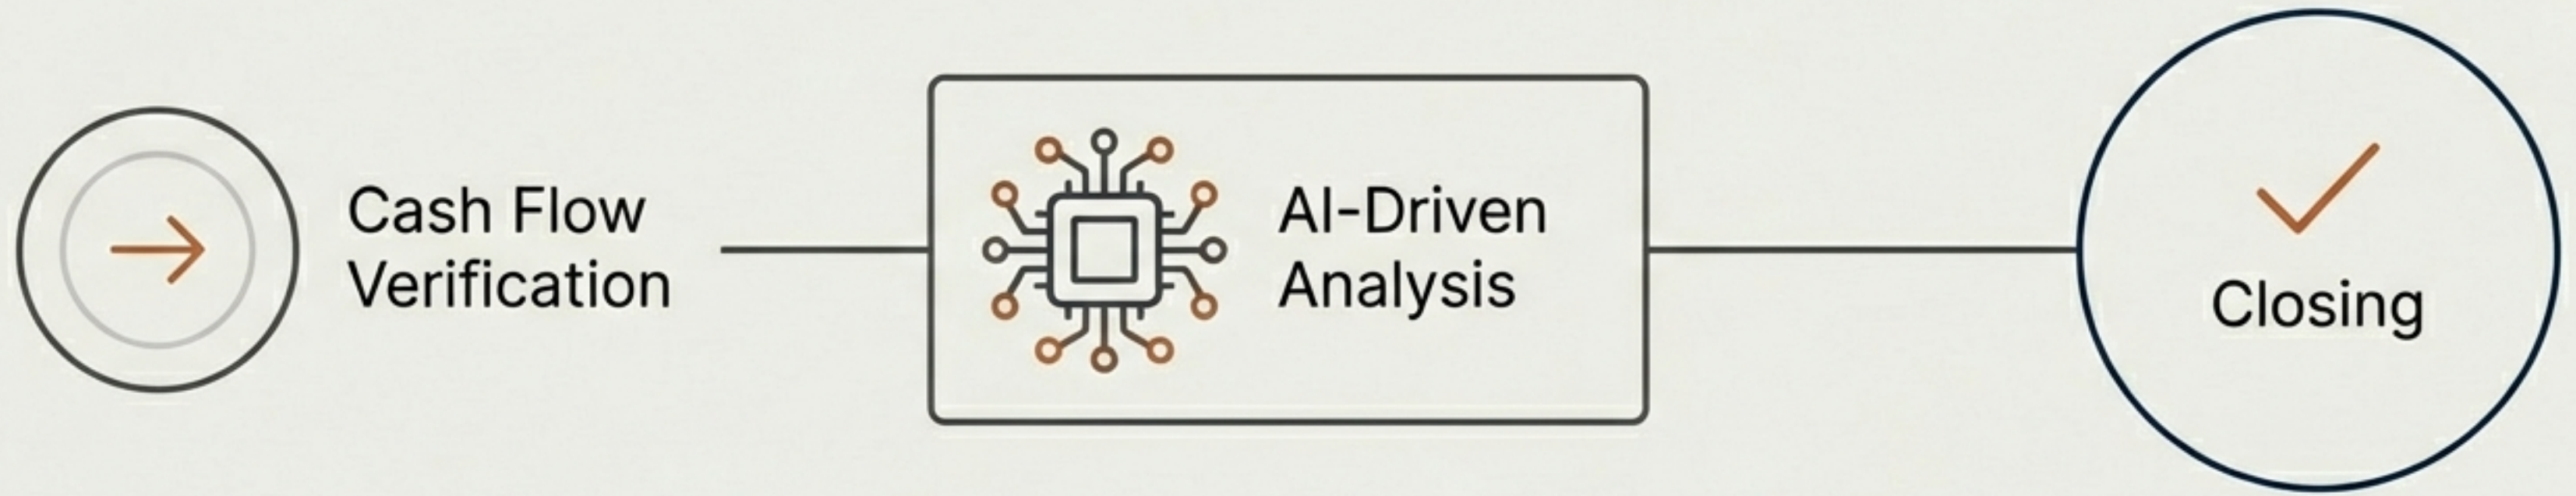 Cash Flow
Verification
AI-Driven
Analysis
Closing